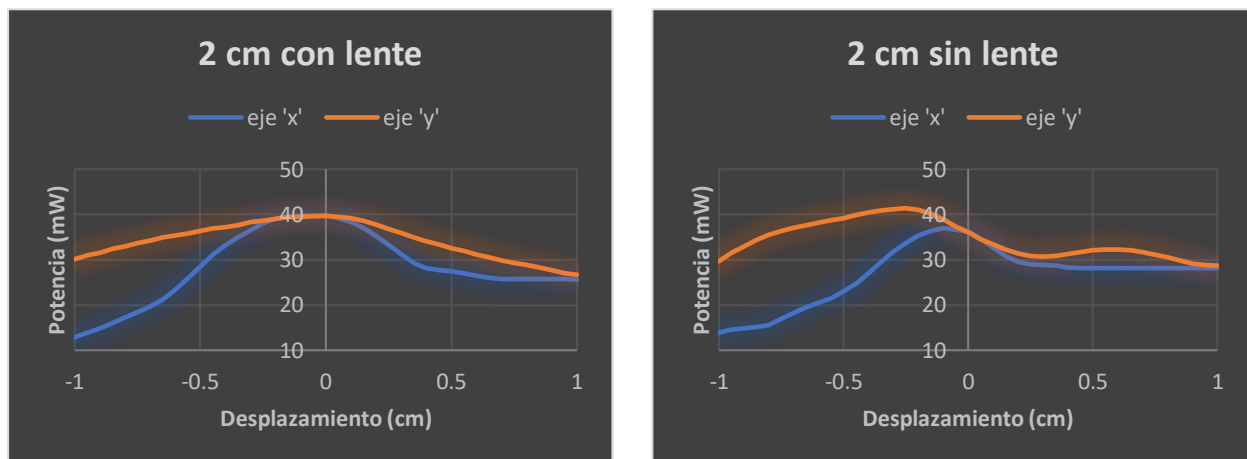 2 cm con lente
eje 'x' eje 'y'
Potencia (mW)
50
40
30
20
10
-1 -0.5 0 0.5 1
Desplazamiento (cm)
2 cm sin lente
eje 'x' eje 'y'
Potencia (mW)
50
40
30
20
10
-1 -0.5 0 0.5 1
Desplazamiento (cm)